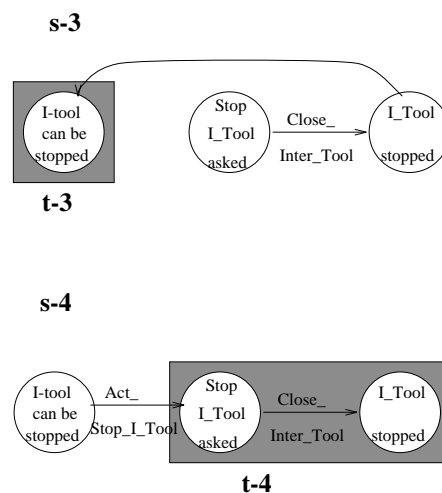 s-3
I-tool
can be
stopped
Stop
I_Tool
asked
Close_
Inter_Tool
I_Tool
stopped
t-3
s-4
I-tool
can be
stopped
Act_
Stop_I_Tool
Stop
I_Tool
asked
Close_
Inter_Tool
I_Tool
stopped
t-4